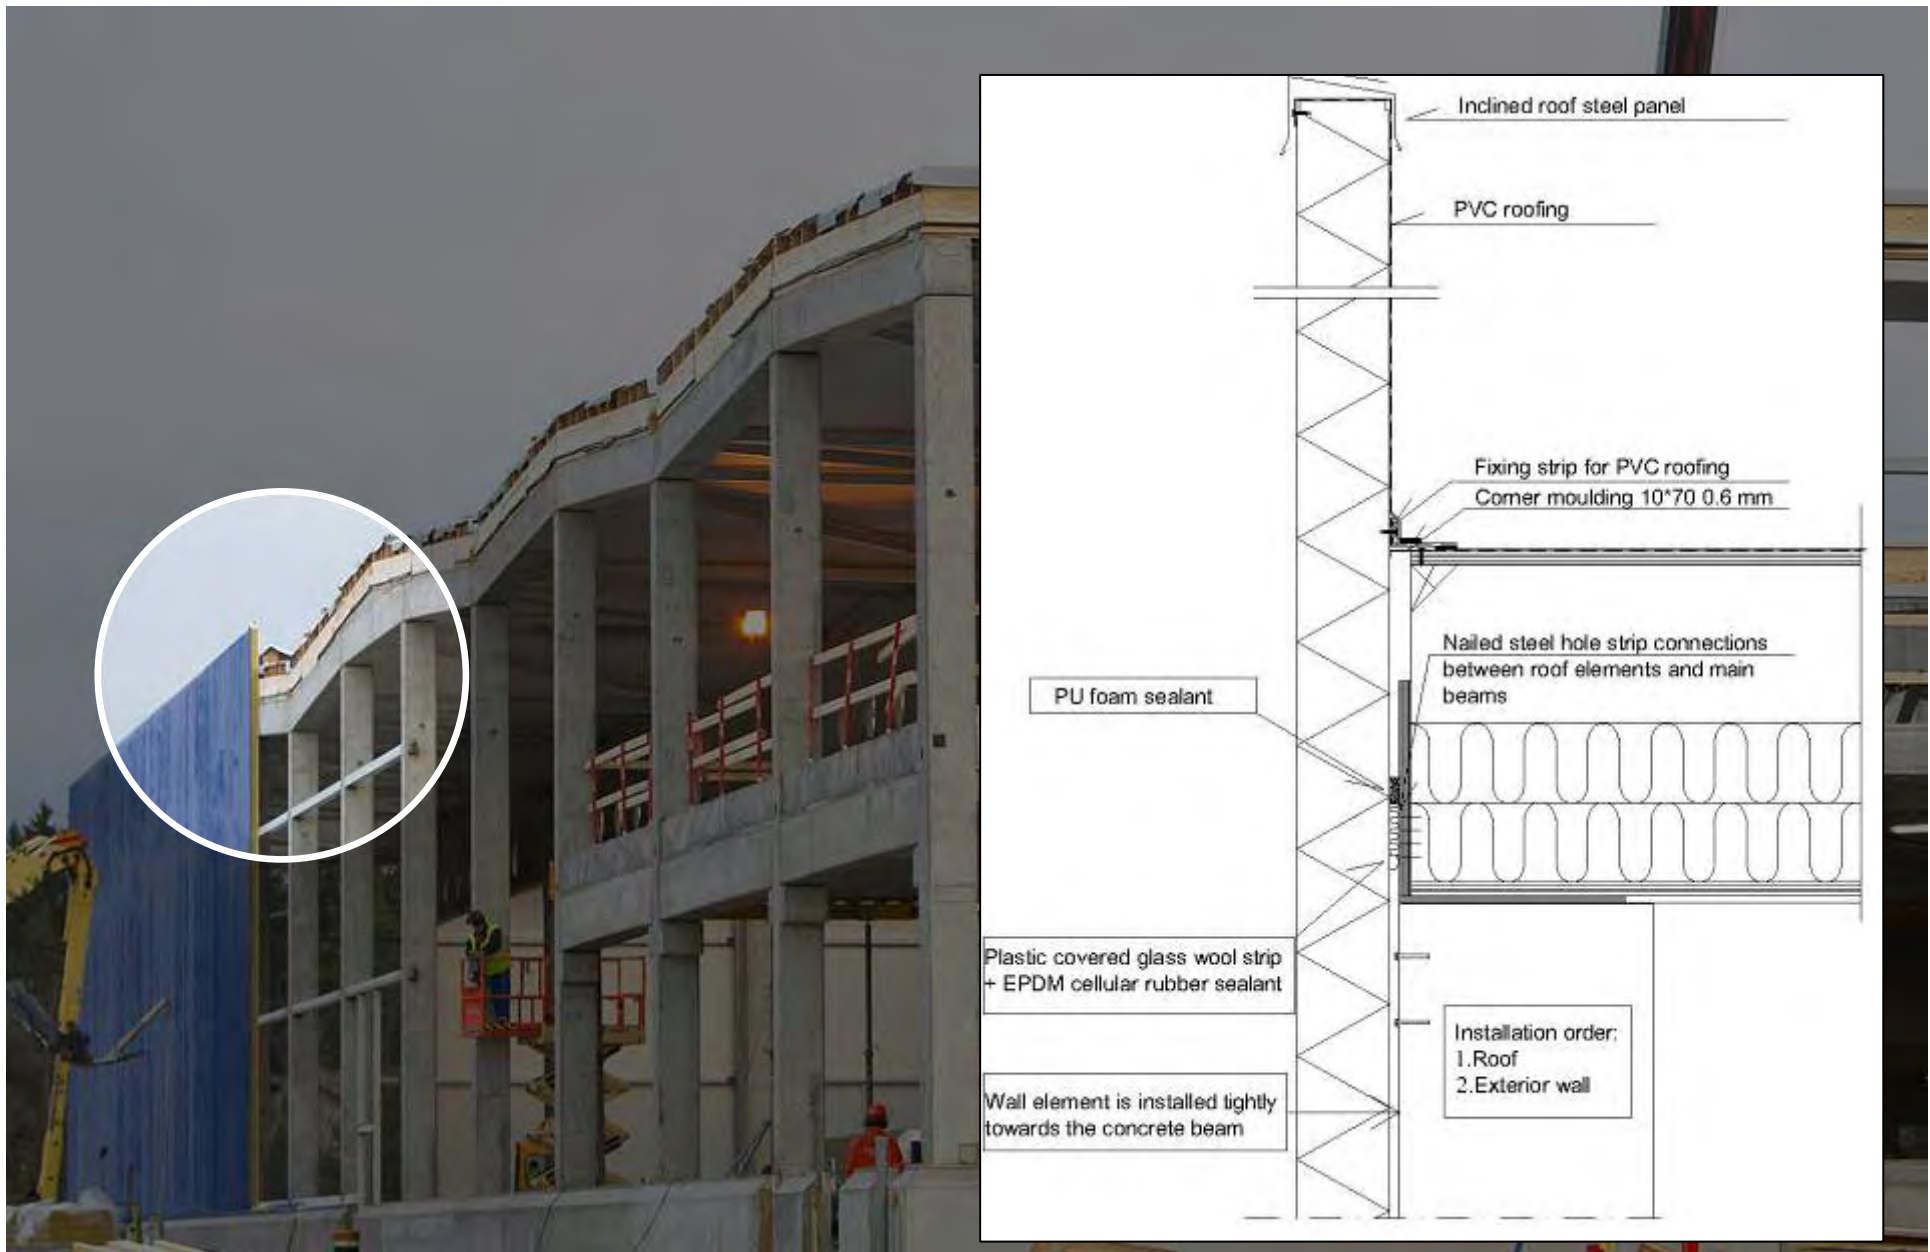 Inclined roof steel panel
PVC roofing
Fixing strip for PVC roofing
Corner moulding 10*70 0.6 mm
Nailed steel hole strip connections
between roof elements and main
beams
PU foam sealant
Plastic covered glass wool strip
+ EPDM cellular rubber sealant
Installation order:
1.Roof
2.Exterior wall
Wall element is installed tightly
towards the concrete beam